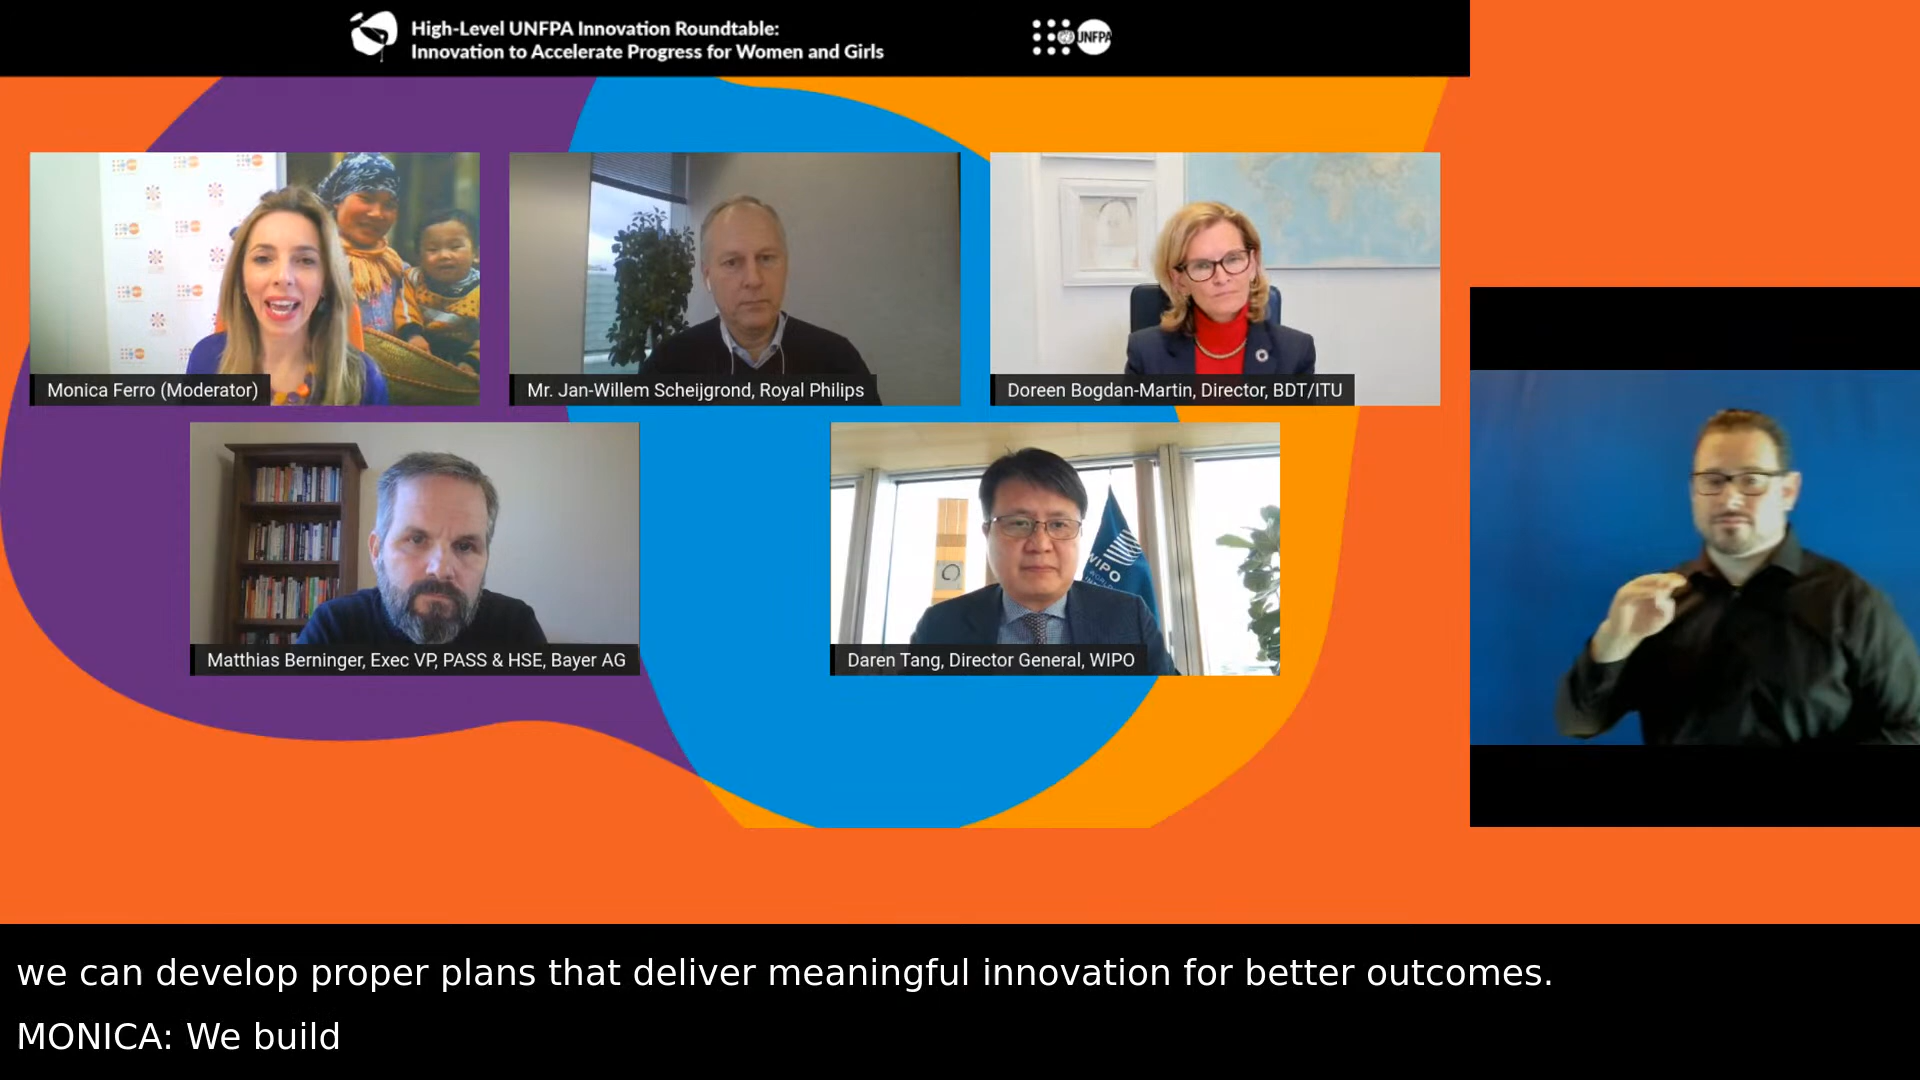 High-Level UNFPA Innovation Roundtable:
Innovation to Accelerate Progress for Women and Girls
UNFPA
Monica Ferro (Moderator)
Mr. Jan-Willem Scheijgrond, Royal Philips
Doreen Bogdan-Martin, Director, BDT/ITU
WIPO
Matthias Berninger, Exec VP, PASS & HSE, Bayer AG
Daren Tang, Director General, WIPO
we can develop proper plans that deliver meaningful innovation for better outcomes.
MONICA: We build